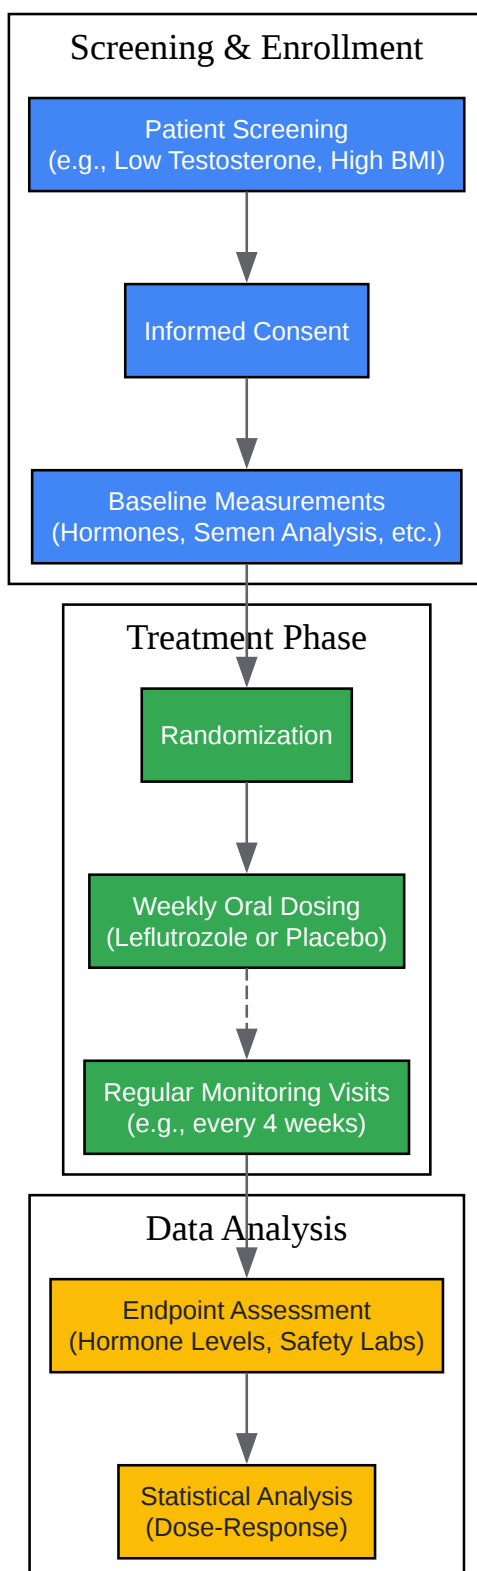 Screening & Enrollment
Patient Screening
(e.g., Low Testosterone, High BMI)
Informed Consent
Baseline Measurements
(Hormones, Semen Analysis, etc.)
Treatment Phase
Randomization
Weekly Oral Dosing
(Leflutrozole or Placebo)
Regular Monitoring Visits
(e.g., every 4 weeks)
Data Analysis
Endpoint Assessment
(Hormone Levels, Safety Labs)
Statistical Analysis
(Dose-Response)